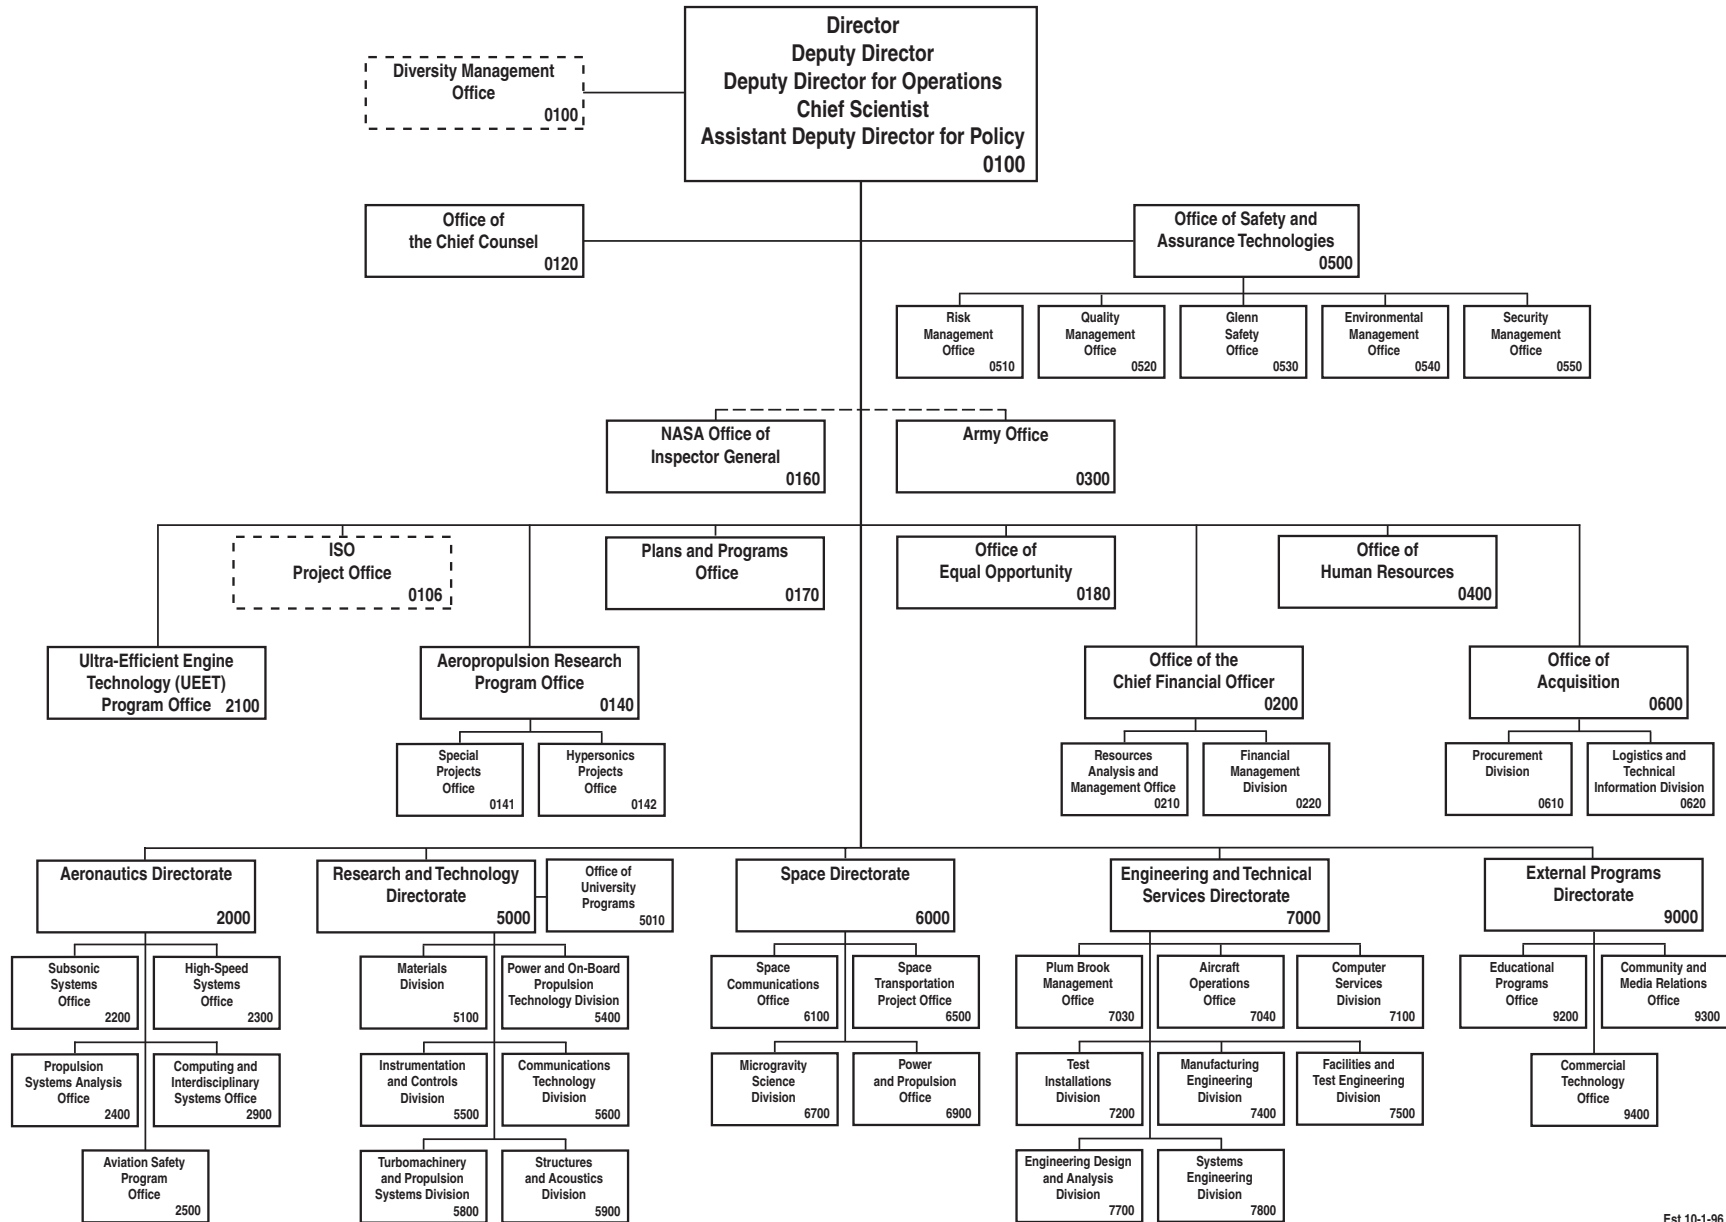 Director
Deputy Director
Deputy Director for Operations
Chief Scientist
Assistant Deputy Director for Policy
0100
Diversity Management
Office
0100
Office of
the Chief Counsel
0120
Office of Safety and
Assurance Technologies
0500
Risk
Management
Office
0510
Quality
Management
Office
0520
Glenn
Safety
Office
0530
Environmental
Management
Office
0540
Security
Management
Office
0550
NASA Office of
Inspector General
0160
Army Office
0300
ISO
Project Office
0106
Plans and Programs
Office
0170
Office of
Equal Opportunity
0180
Office of
Human Resources
0400
Ultra-Efficient Engine
Technology (UEET)
Program Office 2100
Aeropropulsion Research
Program Office
0140
Special
Projects
Office
0141
Hypersonics
Projects
Office
0142
Office of the
Chief Financial Officer
0200
Resources
Analysis and
Management Office
0210
Financial
Management
Division
0220
Office of
Acquisition
0600
Procurement
Division
0610
Logistics and
Technical
Information Division
0620
Aeronautics Directorate
2000
Subsonic
Systems
Office
2200
High-Speed
Systems
Office
2300
Propulsion
Systems Analysis
Office
2400
Computing and
Interdisciplinary
Systems Office
2900
Aviation Safety
Program
Office
2500
Research and Technology
Directorate
5000
Office of
University
Programs
5010
Materials
Division
5100
Power and On-Board
Propulsion
Technology Division
5400
Instrumentation
and Controls
Division
5500
Communications
Technology
Division
5600
Turbomachinery
and Propulsion
Systems Division
5800
Structures
and Acoustics
Division
5900
Space Directorate
6000
Space
Communications
Office
6100
Space
Transportation
Project Office
6500
Microgravity
Science
Division
6700
Power
and Propulsion
Office
6900
Engineering and Technical
Services Directorate
7000
Plum Brook
Management
Office
7030
Aircraft
Operations
Office
7040
Computer
Services
Division
7100
Test
Installations
Division
7200
Manufacturing
Engineering
Division
7400
Facilities and
Test Engineering
Division
7500
Engineering Design
and Analysis
Division
7700
Systems
Engineering
Division
7800
External Programs
Directorate
9000
Educational
Programs
Office
9200
Community and
Media Relations
Office
9300
Commercial
Technology
Office
9400
Est 10-1-96